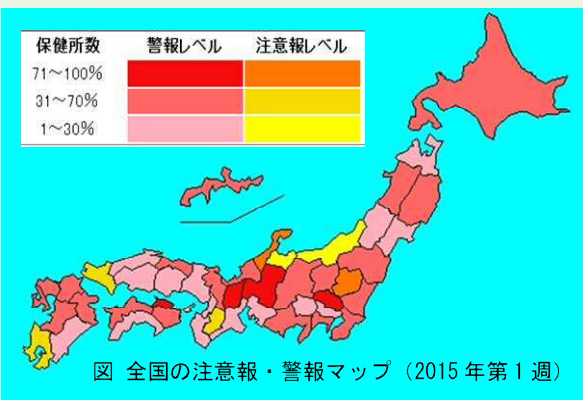 保健所数 警報レベル 注意報レベル
71～100％
31～70％
1～30％
図 全国の注意報・警報マップ（2015年第1週）